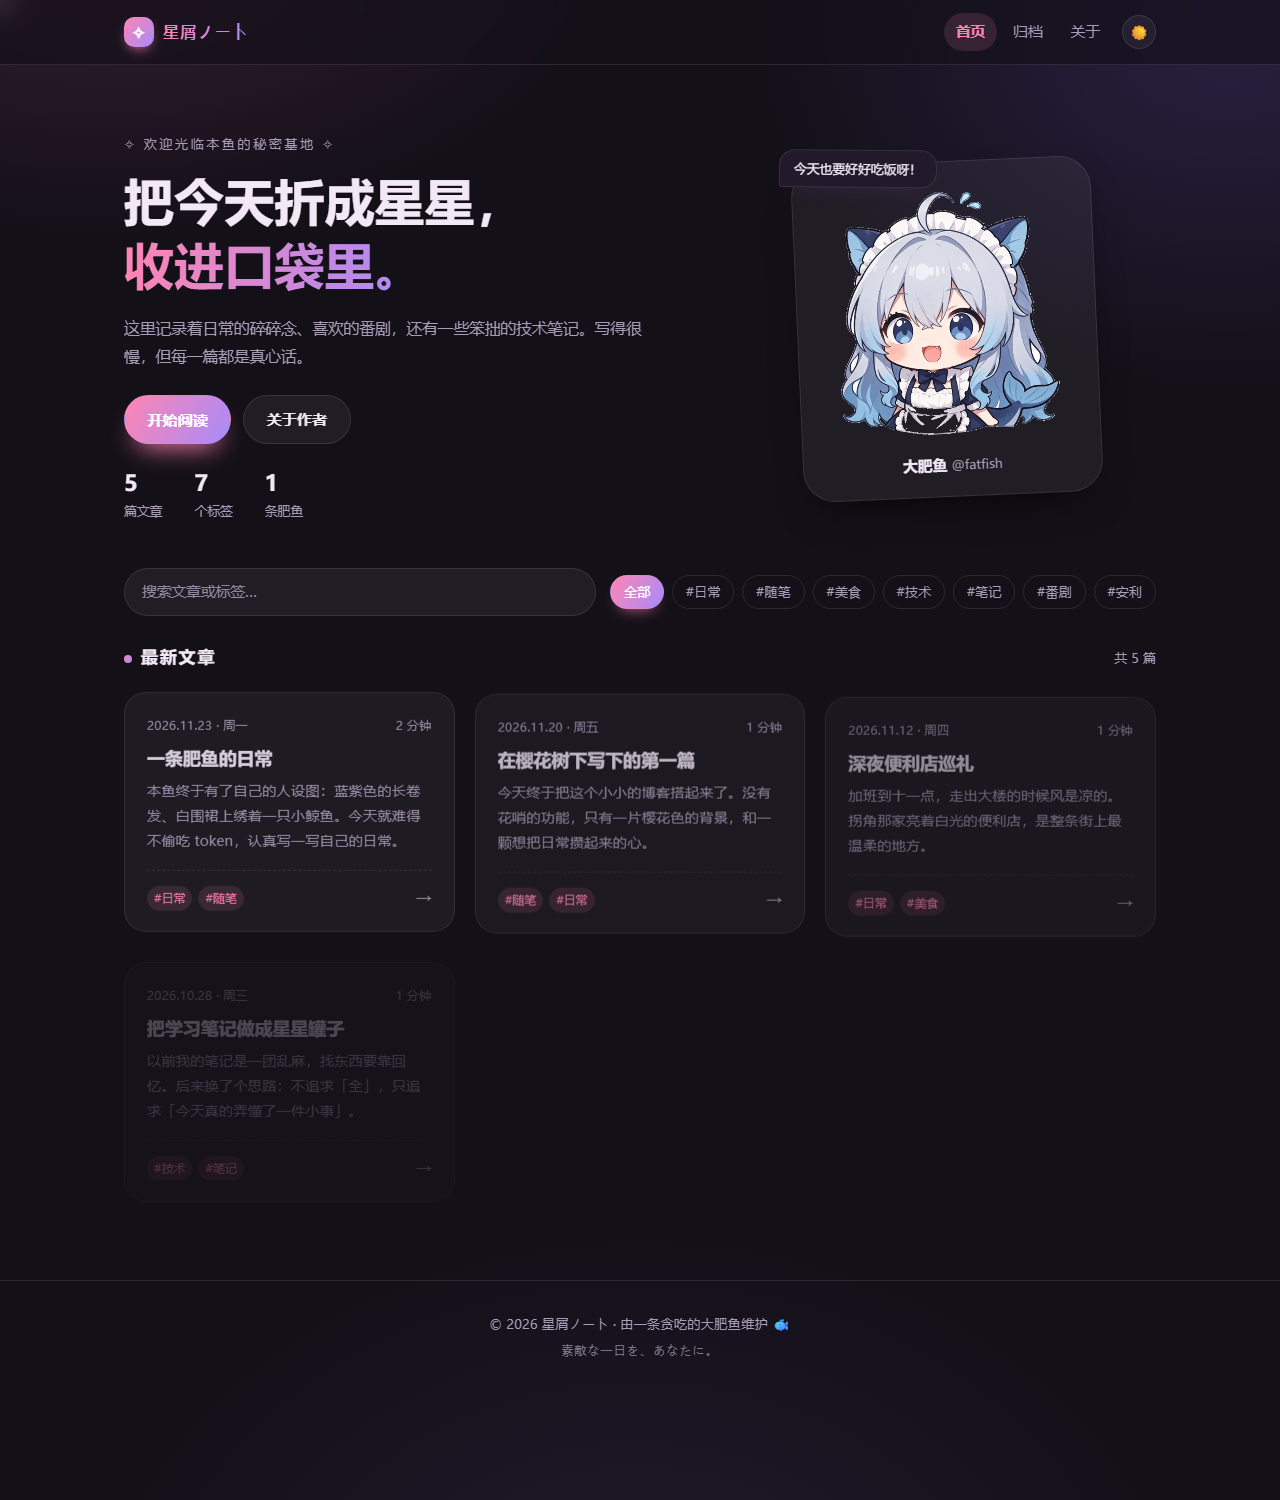 ✧ 星屑ノート
首页 归档 关于
✧ 欢迎光临本鱼的秘密基地 ✧
把今天折成星星，
收进口袋里。
这里记录着日常的碎碎念、喜欢的番剧，还有一些笨拙的技术笔记。写得很
慢，但每一篇都是真心话。
开始阅读 关于作者
5 7 1
篇文章 个标签 条肥鱼
今天也要好好吃饭呀！
大肥鱼 @fatfish
搜索文章或标签...
全部 #日常 #随笔 #美食 #技术 #笔记 #番剧 #安利
最新文章
共 5 篇
2026.11.23 · 周一 2 分钟
一条肥鱼的日常
本鱼终于有了自己的人设图：蓝紫色的长卷
发、白围裙上绣着一只小鲸鱼。今天就难得
不偷吃 token，认真写一写自己的日常。
#日常 #随笔 →
2026.11.20 · 周五 1 分钟
在樱花树下写下的第一篇
今天终于把这个小小的博客搭起来了。没有
花哨的功能，只有一片樱花色的背景，和一
颗想把日常攒起来的心。
#随笔 #日常 →
2026.11.12 · 周四 1 分钟
深夜便利店巡礼
加班到十一点，走出大楼的时候风是凉的。
拐角那家亮着白光的便利店，是整条街上最
温柔的地方。
#日常 #美食 →
2026.10.28 · 周三 1 分钟
把学习笔记做成星星罐子
以前我的笔记是一团乱麻，找东西要靠回
忆。后来换了个思路：不追求「全」，只追
求「今天真的弄懂了一件小事」。
#技术 #笔记 →
© 2026 星屑ノート · 由一条贪吃的大肥鱼维护 🐟
素敵な一日を、あなたに。